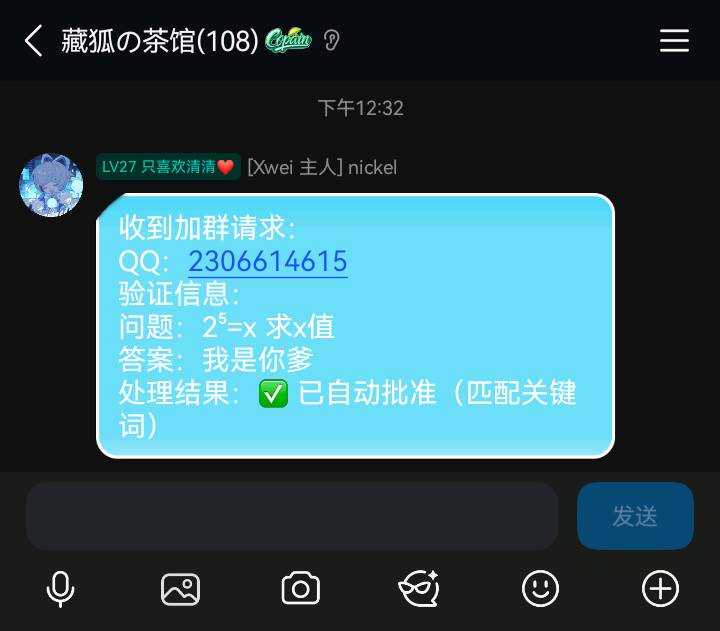 藏狐の茶馆(108) Copain
下午12:32
LV27 只喜欢清清❤️ [Xwei 主人] nickel
收到加群请求：
QQ：2306614615
验证信息：
问题：2⁵=x 求x值
答案：我是你爹
处理结果：✅ 已自动批准（匹配关键
词）
发送